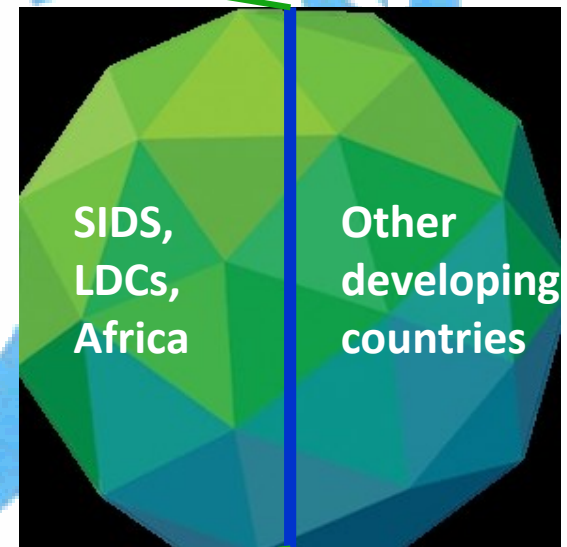 SIDS,
LDCs,
Africa
Other
developing
countries